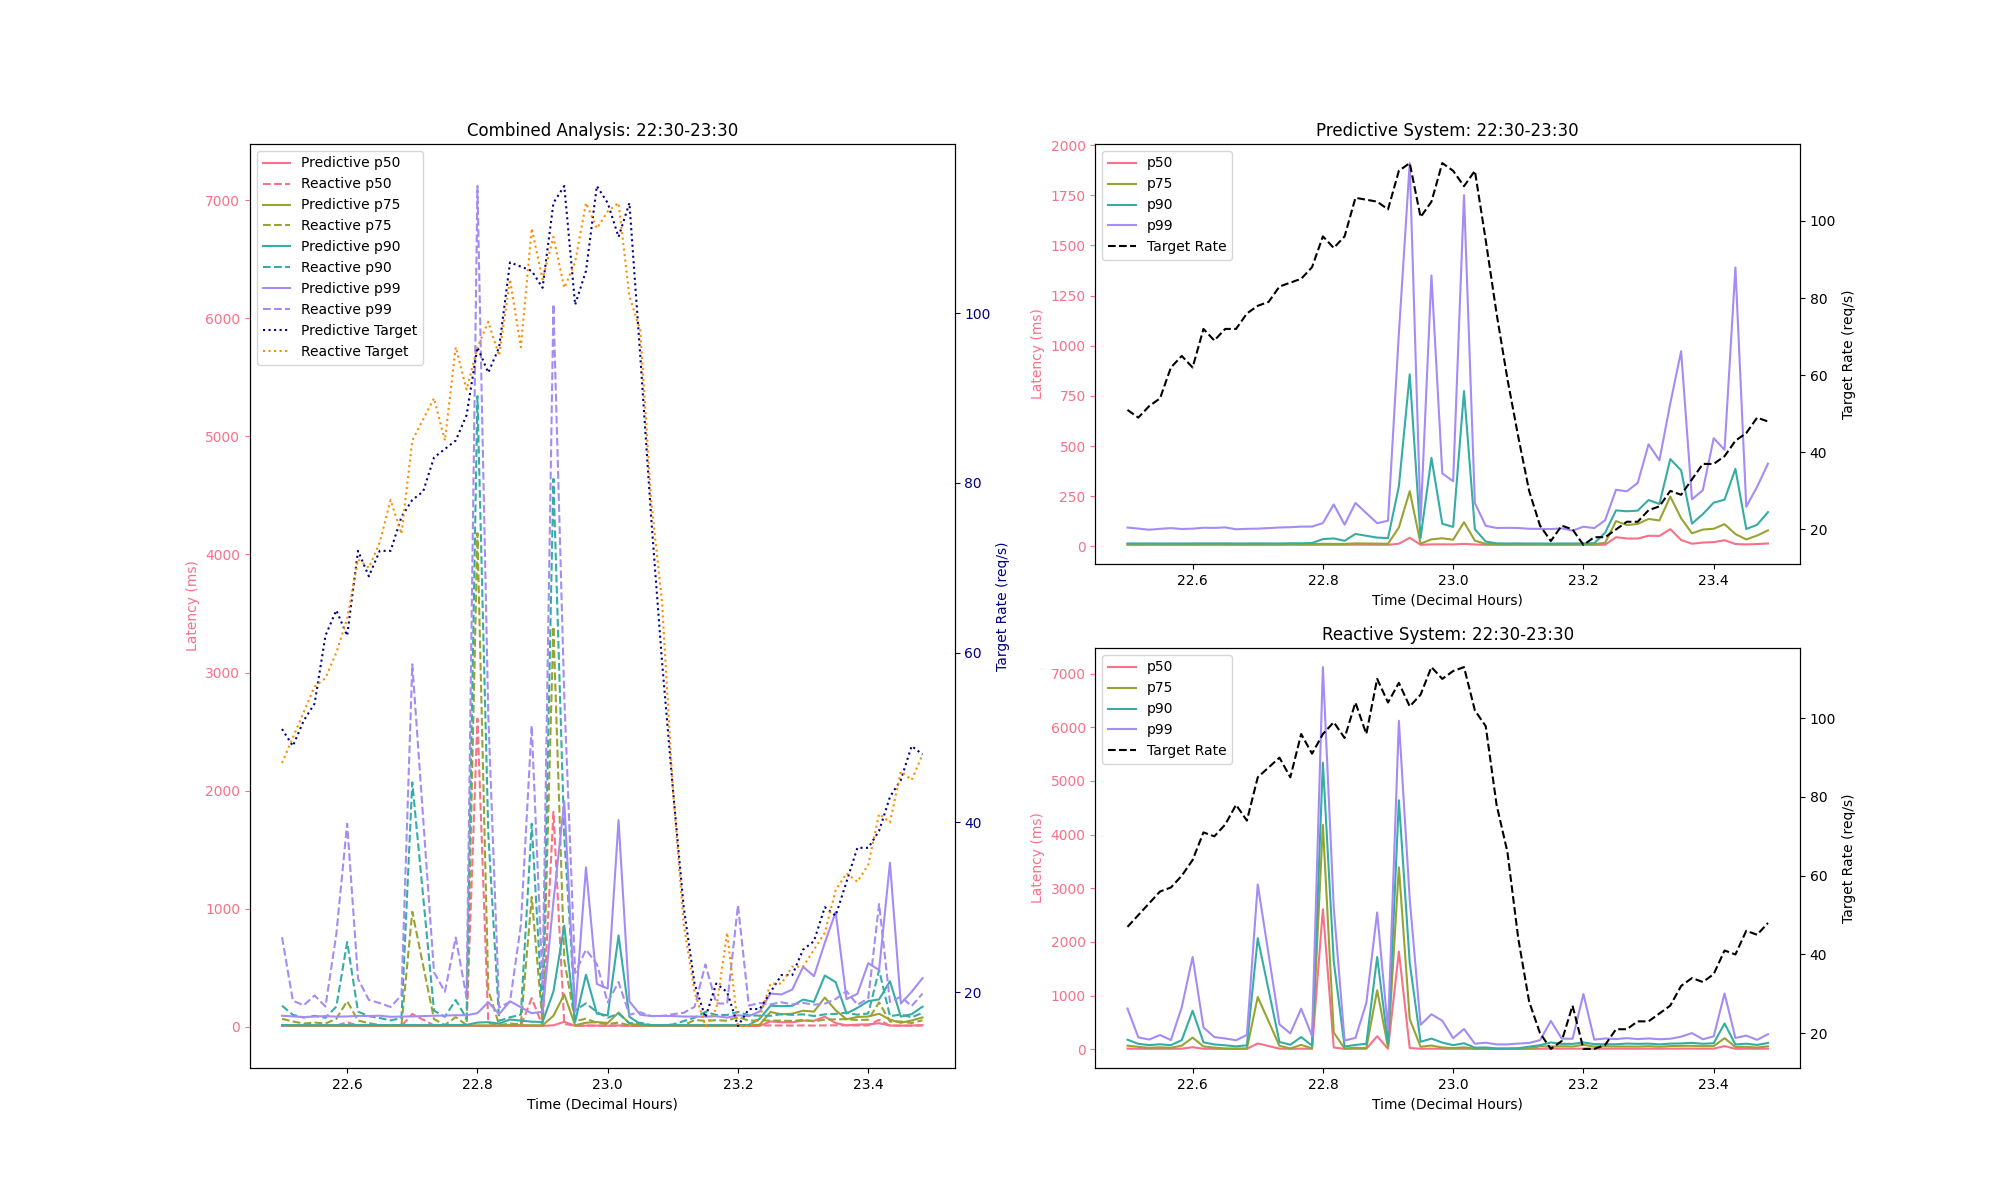 Combined Analysis: 22:30-23:30
Predictive p50
Reactive p50
Predictive p75
Reactive p75
Predictive p90
Reactive p90
Predictive p99
Reactive p99
Predictive Target
Reactive Target
7000
6000
5000
4000
3000
2000
1000
0
Latency (ms)
100
80
60
40
20
Target Rate (req/s)
22.6 22.8 23.0 23.2 23.4
Time (Decimal Hours)
Predictive System: 22:30-23:30
p50
p75
p90
p99
Target Rate
2000
1750
1500
1250
1000
750
500
250
0
Latency (ms)
100
80
60
40
20
Target Rate (req/s)
22.6 22.8 23.0 23.2 23.4
Time (Decimal Hours)
Reactive System: 22:30-23:30
p50
p75
p90
p99
Target Rate
7000
6000
5000
4000
3000
2000
1000
0
Latency (ms)
100
80
60
40
20
Target Rate (req/s)
22.6 22.8 23.0 23.2 23.4
Time (Decimal Hours)